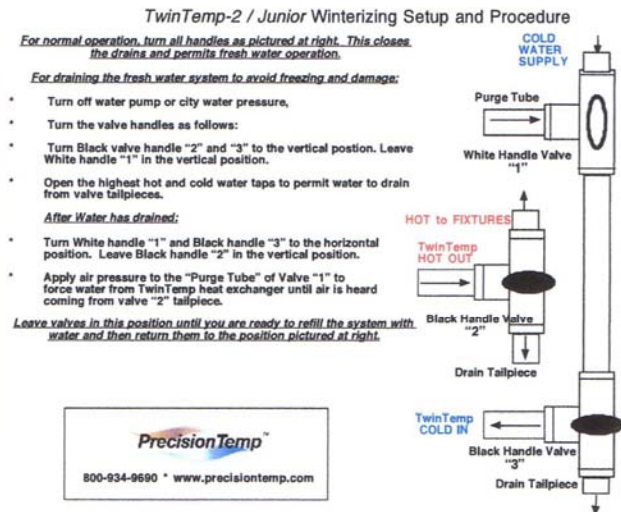 TwinTemp-2 / Junior Winterizing Setup and Procedure
For normal operation, turn all handles as pictured at right. This closes
the drains and permits fresh water operation.
For draining the fresh water system to avoid freezing and damage:
* Turn off water pump or city water pressure,
* Turn the valve handles as follows:
* Turn Black valve handle “2” and “3” to the vertical postion. Leave
White handle “1” in the vertical position.
* Open the highest hot and cold water taps to permit water to drain
from valve tailpieces.
After Water has drained:
* Turn White handle “1” and Black handle “3” to the horizontal
position. Leave Black handle “2” in the vertical position.
* Apply air pressure to the “Purge Tube” of Valve “1” to
force water from TwinTemp heat exchanger until air is heard
coming from valve “2” tailpiece.
Leave valves in this position until you are ready to refill the system with
water and then return them to the position pictured at right.
PrecisionTemp™
800-934-9690 * www.precisiontemp.com
COLD
WATER
SUPPLY
Purge Tube
White Handle Valve
“1”
HOT to FIXTURES
TwinTemp
HOT OUT
Black Handle Valve
“2”
Drain Tailpiece
TwinTemp
COLD IN
Black Handle Valve
“3”
Drain Tailpiece